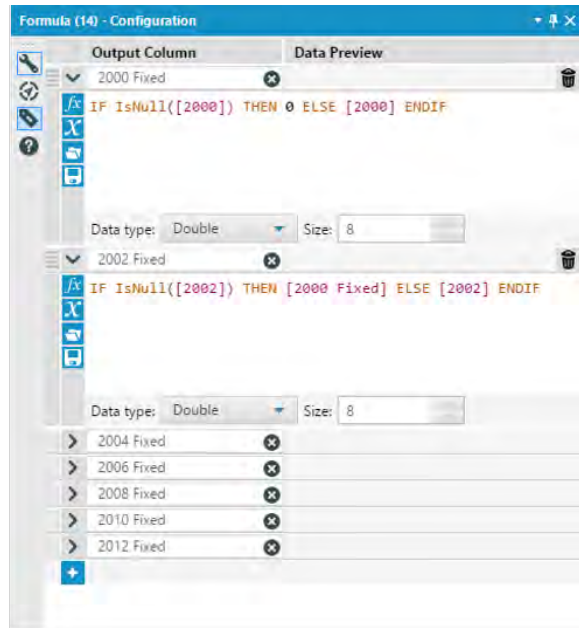 Formula (14) - Configuration
Output Column Data Preview
2000 Fixed
IF IsNull([2000]) THEN 0 ELSE [2000] ENDIF
Data type: Double Size: 8
2002 Fixed
IF IsNull([2002]) THEN [2000 Fixed] ELSE [2002] ENDIF
Data type: Double Size: 8
2004 Fixed
2006 Fixed
2008 Fixed
2010 Fixed
2012 Fixed